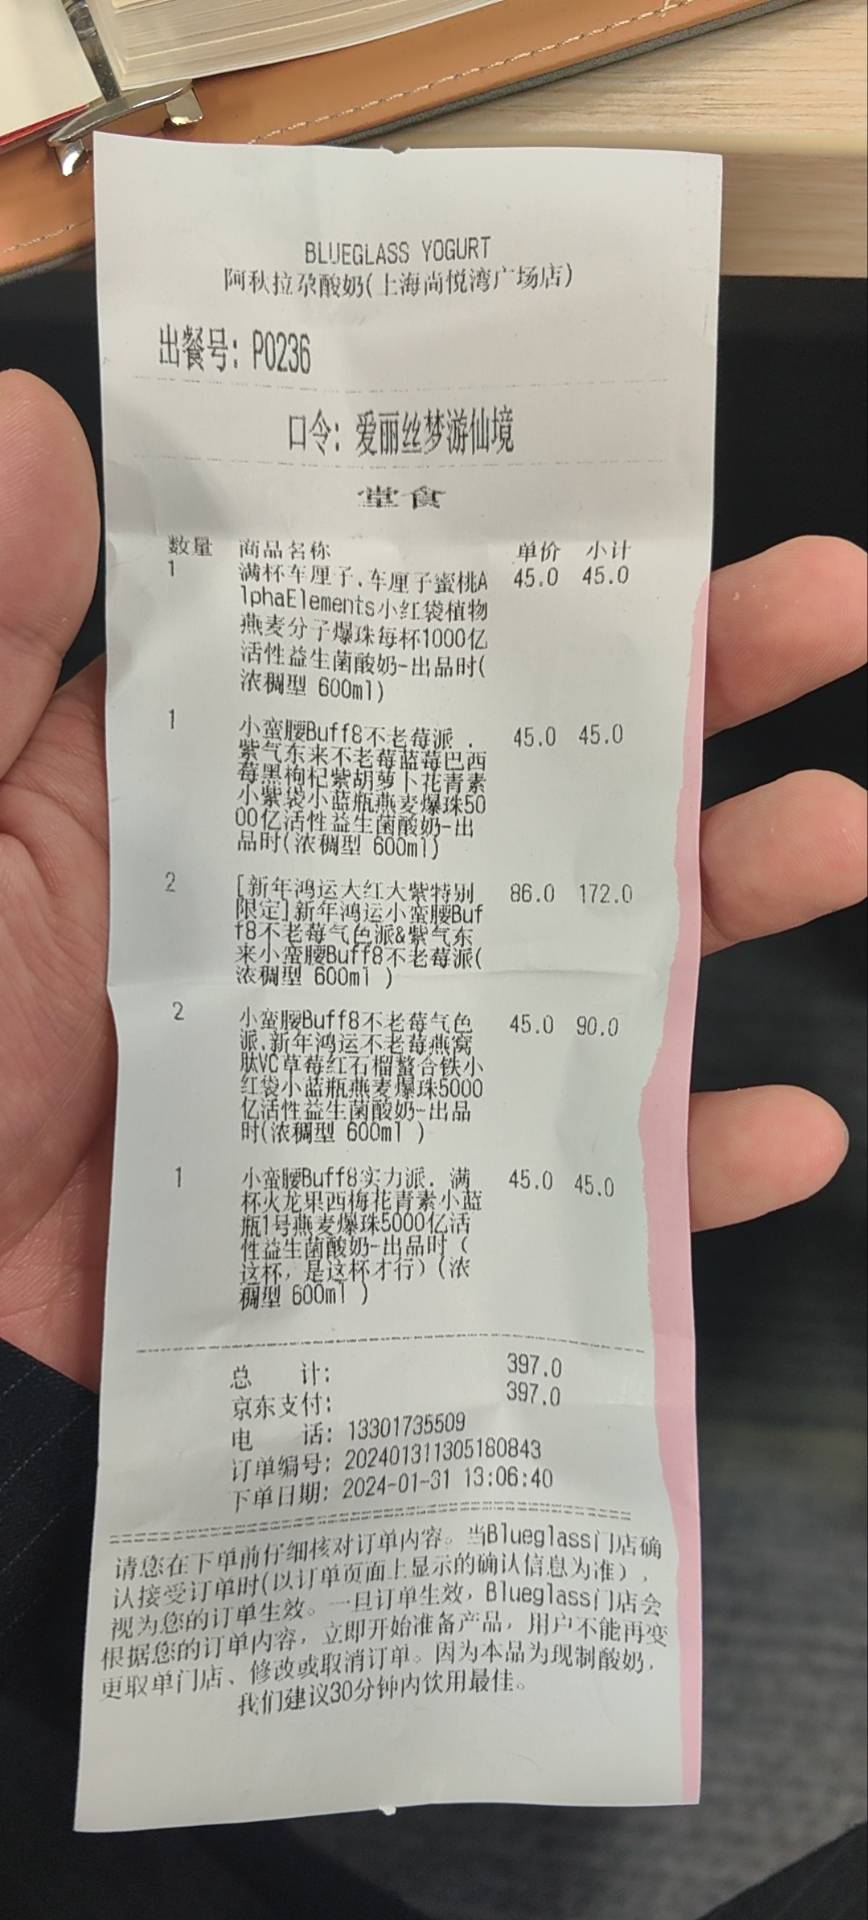 BLUEGLASS YOGURT
阿秋拉尕酸奶(上海尚悦湾广场店)
出餐号: P0236
口令: 爱丽丝梦游仙境
堂食
数量 商品名称 单价 小计
1 满杯车厘子.车厘子蜜桃A 45.0 45.0
lphaElements小红袋植物
燕麦分子爆珠每杯1000亿
活性益生菌酸奶-出品时(
浓稠型 600ml)
1 小蛮腰Buff8不老莓派 . 45.0 45.0
紫气东来不老莓蓝莓巴西
莓黑枸杞紫胡萝卜花青素
小紫袋小蓝瓶燕麦爆珠50
00亿活性益生菌酸奶-出
品时(浓稠型 600ml)
2 [新年鸿运大红大紫特别 86.0 172.0
限定]新年鸿运小蛮腰Buf
f8不老莓气色派&紫气东
来小蛮腰Buff8不老莓派(
浓稠型 600ml )
2 小蛮腰Buff8不老莓气色 45.0 90.0
派.新年鸿运不老莓燕窝
肽VC草莓红石榴螯合铁小
红袋小蓝瓶燕麦爆珠5000
亿活性益生菌酸奶-出品
时(浓稠型 600ml )
1 小蛮腰Buff8实力派. 满 45.0 45.0
杯火龙果西梅花青素小蓝
瓶1号燕麦爆珠5000亿活
性益生菌酸奶-出品时 (
这杯, 是这杯才行) (浓
稠型 600ml )
总 计: 397.0
京东支付: 397.0
电 话: 13301735509
订单编号: 202401311305180843
下单日期: 2024-01-31 13:06:40
请您在下单前仔细核对订单内容。当Blueglass门店确
认接受订单时(以订单页面上显示的确认信息为准),
视为您的订单生效。一旦订单生效, Blueglass门店会
根据您的订单内容, 立即开始准备产品, 用户不能再变
更取单门店、修改或取消订单。因为本品为现制酸奶,
我们建议30分钟内饮用最佳。